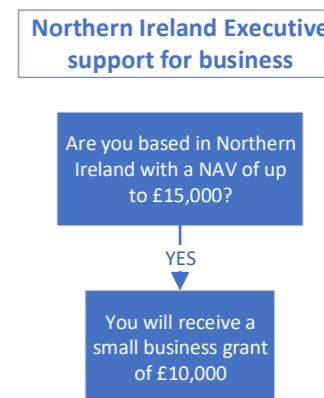 Northern Ireland Executive
support for business
Are you based in Northern
Ireland with a NAV of up
to £15,000?
YES
You will receive a
small business grant
of £10,000